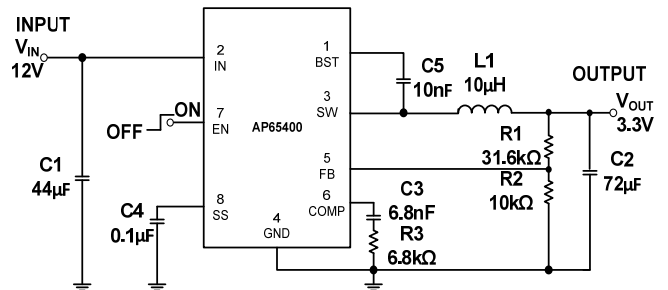 INPUT
VIN
12V
2
IN
1
BST
C5
10nF
L1
10µH
OUTPUT
VOUT
3.3V
ON
OFF
7
EN
AP65400
3
SW
R1
31.6kΩ
C2
72µF
5
FB
R2
10kΩ
C1
44µF
C4
0.1µF
8
SS
4
GND
6
COMP
C3
6.8nF
R3
6.8kΩ